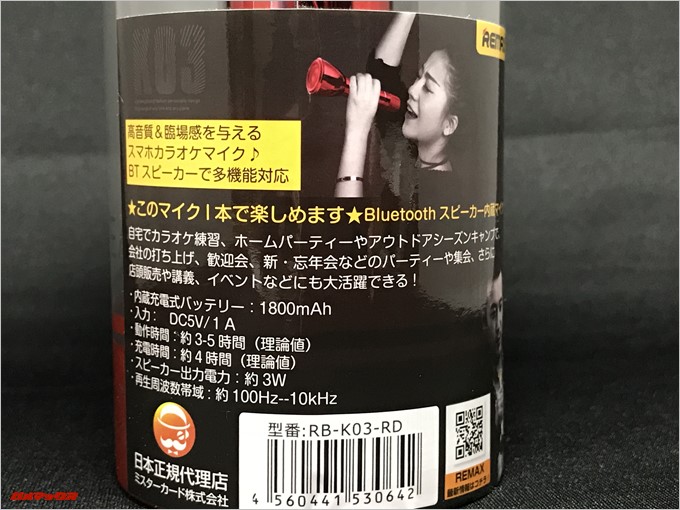 K03
REMAX
高音質＆臨場感を与える
スマホカラオケマイク♪
BTスピーカーで多機能対応
★このマイク1本で楽しめます★Bluetooth スピーカー内蔵マイ
自宅でカラオケ練習、ホームパーティーやアウトドアシーズンキャンプで、
会社の打ち上げ、歓迎会、新・忘年会などのパーティーや集会、さらに
店頭販売や講義、イベントなどにも大活躍できる！
・内蔵充電式バッテリー：1800mAh
・入力： DC5V/1A
・動作時間：約3-5時間（理論値）
・充電時間：約4時間（理論値）
・スピーカー出力電力：約3W
・再生周波数帯域：約100Hz--10kHz
型番:RB-K03-RD
日本正規代理店
ミスターカード株式会社
4 560441 530642
REMAX
最新情報はコチラ